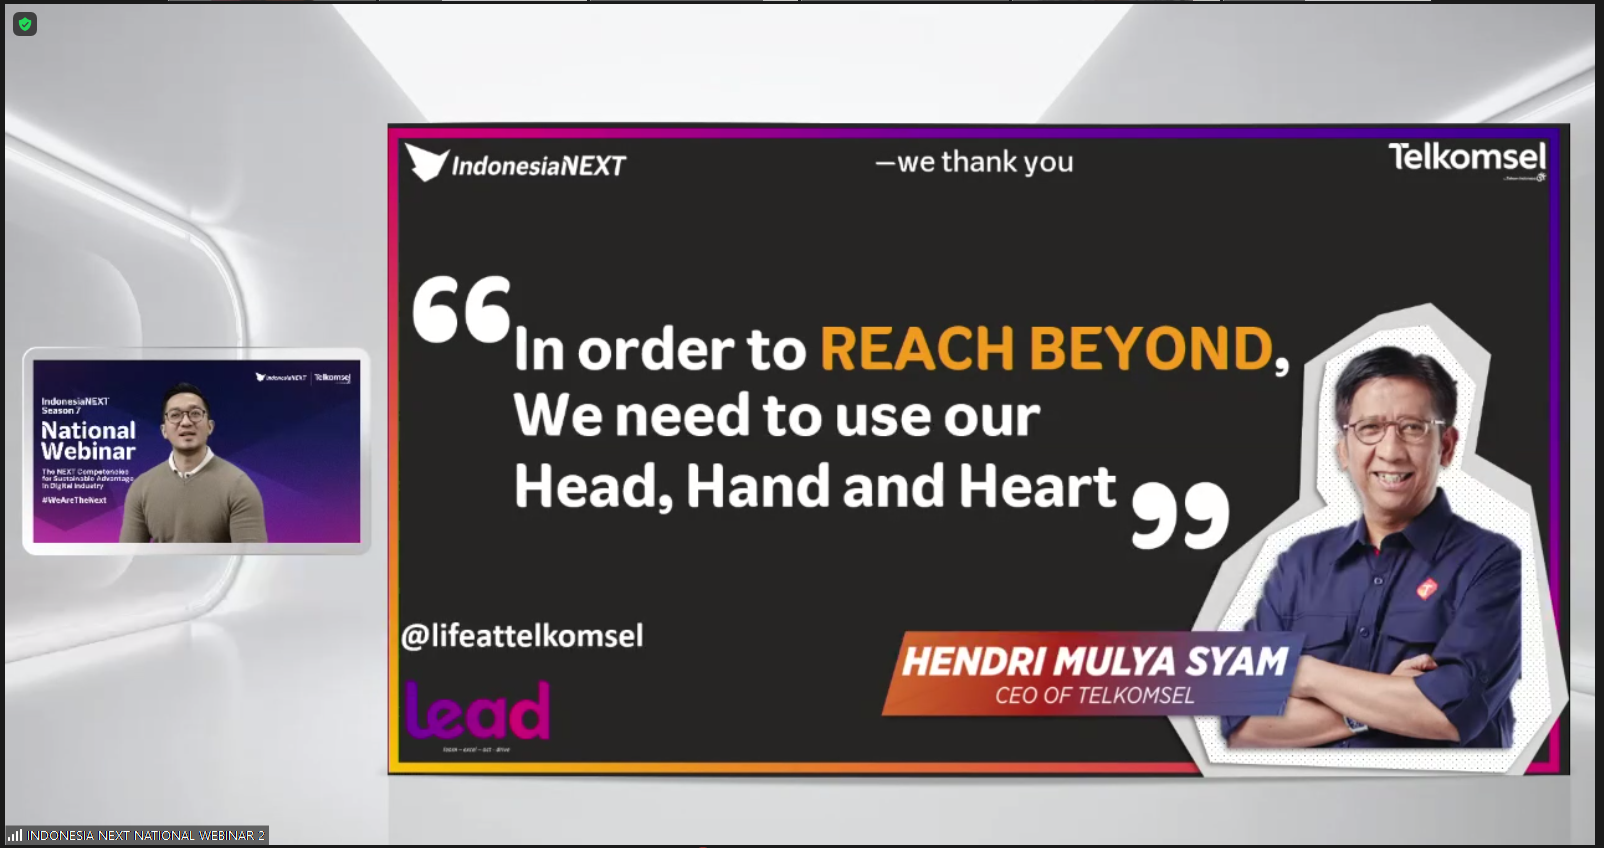 IndonesiaNEXT
—we thank you
Telkomsel
“In order to REACH BEYOND,
We need to use our
Head, Hand and Heart”
@lifeattelkomsel
lead
HENDRI MULYA SYAM
CEO OF TELKOMSEL
IndonesiaNEXT
Telkomsel
IndonesiaNEXT
Season 7
National
Webinar
The NEXT Competencies
for Sustainable Advantage
in Digital Industry
#WeAreTheNext
INDONESIA NEXT NATIONAL WEBINAR 2